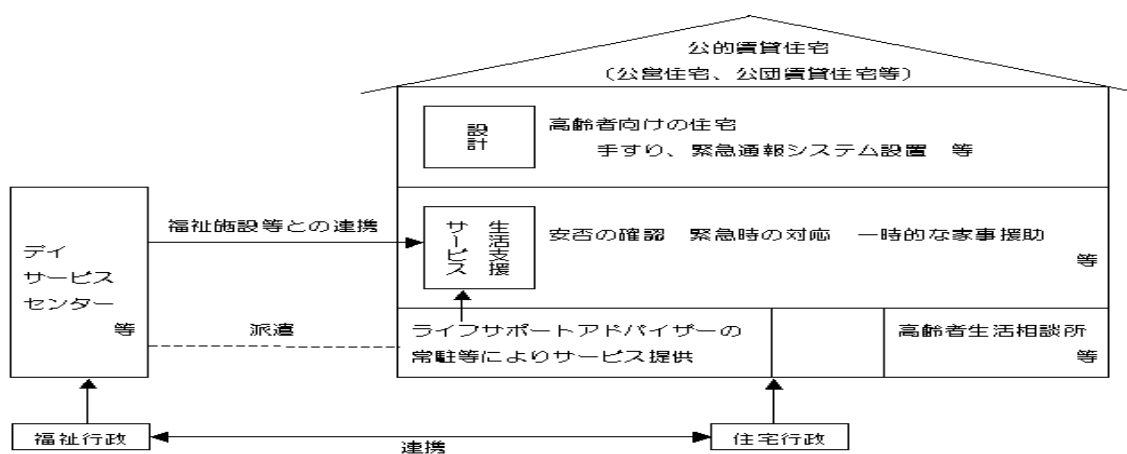 公的賃貸住宅
（公営住宅、公団賃貸住宅等）
設計
高齢者向けの住宅
手すり、緊急通報システム設置　等
福祉施設等との連携
生活支援
サービス
安否の確認　緊急時の対応　一時的な家事援助
等
デイ
サービス
センター
等
派遣
ライフサポートアドバイザーの
常駐等によりサービス提供
高齢者生活相談所
等
福祉行政
連携
住宅行政